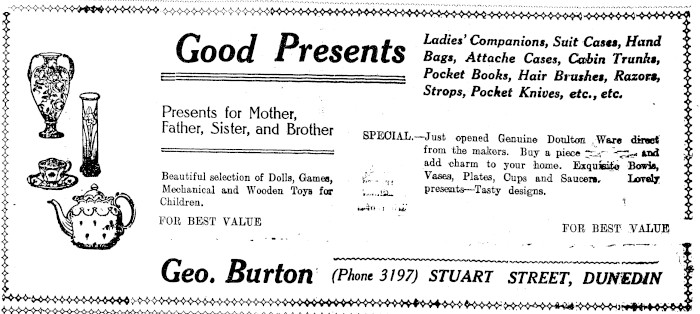 Good Presents
Ladies' Companions, Suit Cases, Hand
Bags, Attache Cases, Cabin Trunks,
Pocket Books, Hair Brushes, Razors,
Strops, Pocket Knives, etc., etc.
Presents for Mother,
Father, Sister, and Brother
Beautiful selection of Dolls, Games,
Mechanical and Wooden Toys for
Children.
FOR BEST VALUE
SPECIAL.—Just opened Genuine Doulton Ware direct
from the makers. Buy a piece and
add charm to your home. Exquisite Bowls,
Vases, Plates, Cups and Saucers. Lovely
presents—Tasty designs.
FOR BEST VALUE
Geo. Burton (Phone 3197) STUART STREET, DUNEDIN